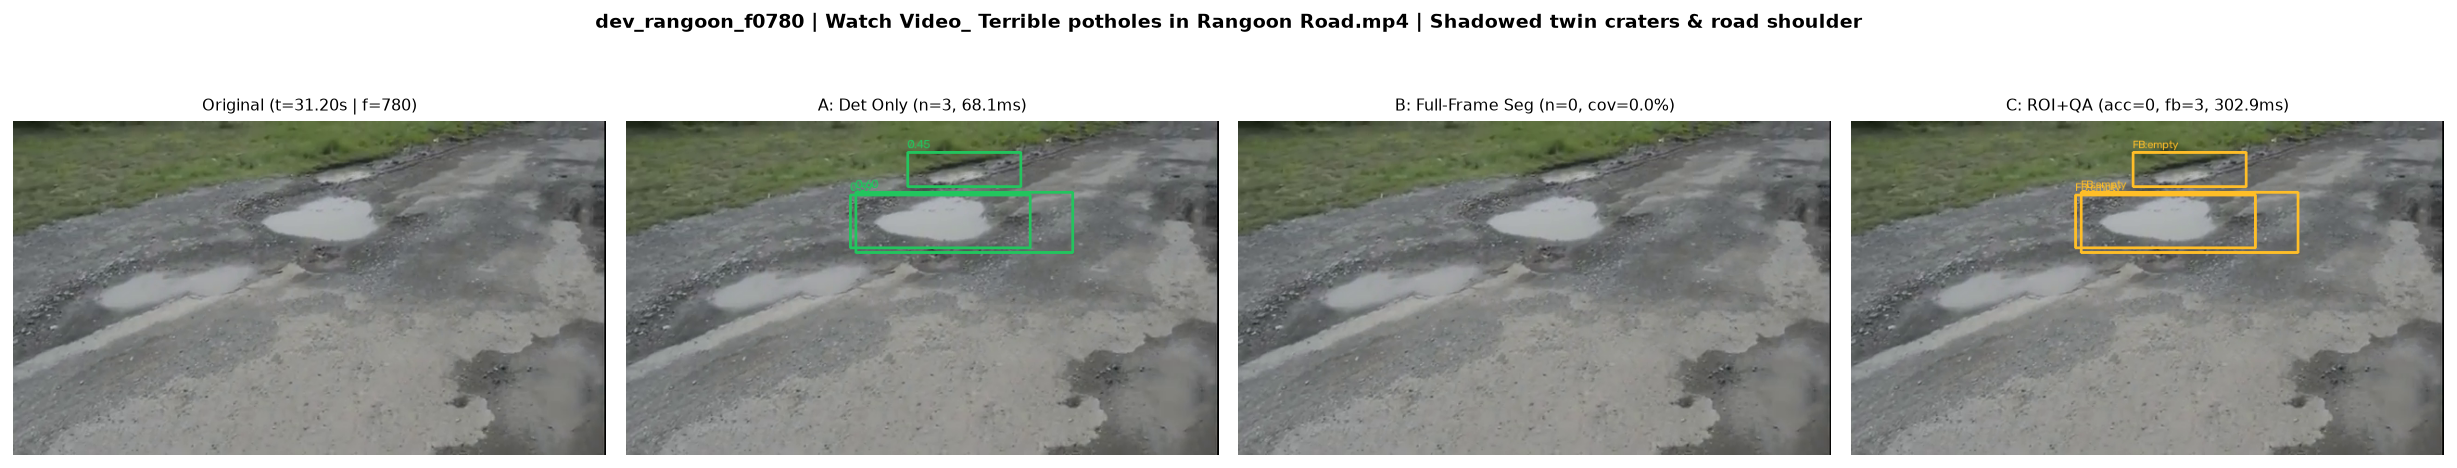 dev_rangoon_f0780 | Watch Video_ Terrible potholes in Rangoon Road.mp4 | Shadowed twin craters & road shoulder
Original (t=31.20s | f=780)
A: Det Only (n=3, 68.1ms)
B: Full-Frame Seg (n=0, cov=0.0%)
C: ROI+QA (acc=0, fb=3, 302.9ms)
0.45
FB:empty
FB:empty